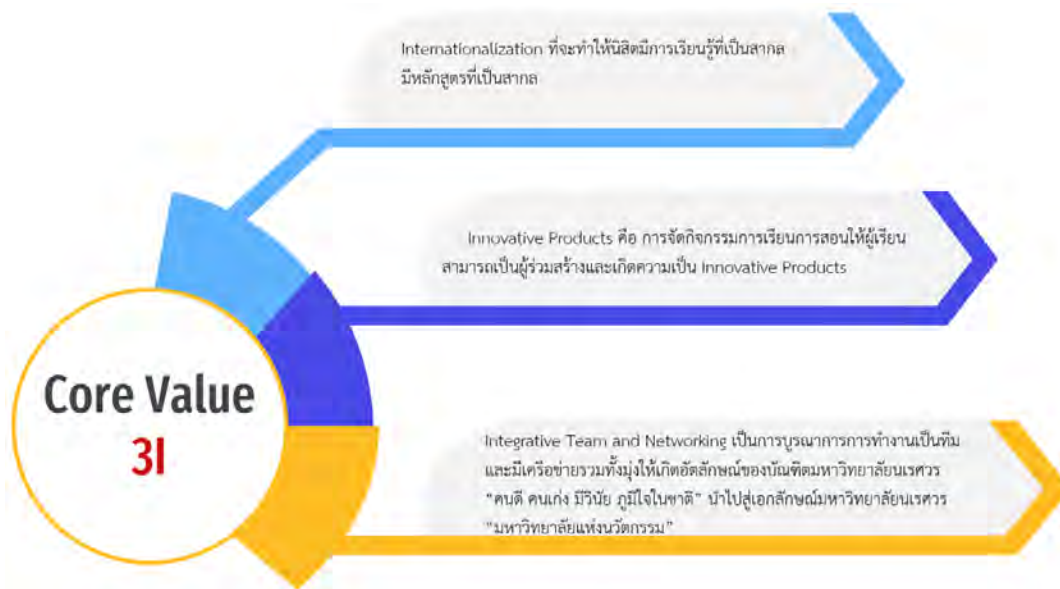 Internationalization ที่จะทำให้นิสิตมีการเรียนรู้ที่เป็นสากล
มีหลักสูตรที่เป็นสากล
Innovative Products คือ การจัดกิจกรรมการเรียนการสอนให้ผู้เรียน
สามารถเป็นผู้ร่วมสร้างและเกิดความเป็น Innovative Products
Core Value
3I
Integrative Team and Networking เป็นการบูรณาการการทำงานเป็นทีม
และมีเครือข่ายรวมทั้งมุ่งให้เกิดอัตลักษณ์ของบัณฑิตมหาวิทยาลัยนเรศวร
“คนดี คนเก่ง มีวินัย ภูมิใจในชาติ” นำไปสู่เอกลักษณ์มหาวิทยาลัยนเรศวร
“มหาวิทยาลัยแห่งนวัตกรรม”